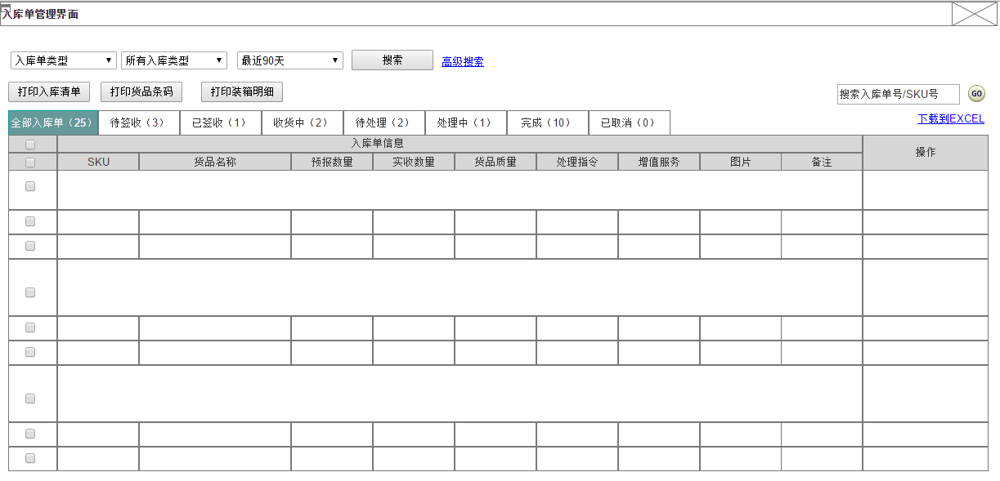 入库单管理界面
入库单类型 所有入库类型 最近90天 搜索 高级搜索
打印入库清单 打印货品条码 打印装箱明细 搜索入库单号/SKU号 GO
全部入库单（25） 待签收（3） 已签收（1） 收货中（2） 待处理（2） 处理中（1） 完成（10） 已取消（0） 下载到EXCEL
入库单信息 操作
SKU 货品名称 预报数量 实收数量 货品质量 处理指令 增值服务 图片 备注